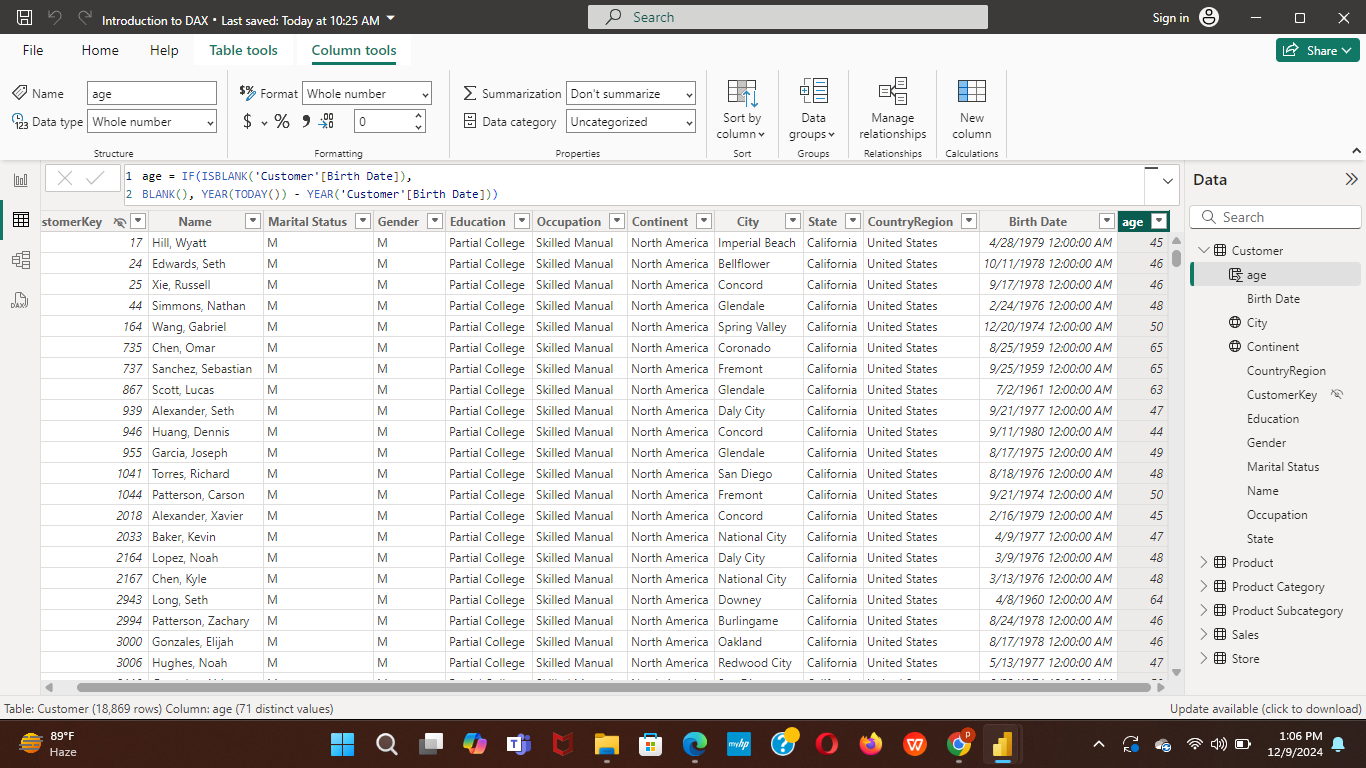 Introduction to DAX • Last saved: Today at 10:25 AM
Search
Sign in
File Home Help Table tools Column tools
Share
Name age
Data type Whole number
Structure
$% Format Whole number
$ % 9 .00 0
Formatting
Σ Summarization Don't summarize
Data category Uncategorized
Properties
Sort by column
Sort
Data groups
Groups
Manage relationships
Relationships
New column
Calculations
1 age = IF(ISBLANK('Customer'[Birth Date]),
2 BLANK(), YEAR(TODAY()) - YEAR('Customer'[Birth Date]))
stomerKey Name Marital Status Gender Education Occupation Continent City State CountryRegion Birth Date age
17 Hill, Wyatt M M Partial College Skilled Manual North America Imperial Beach California United States 4/28/1979 12:00:00 AM 45
24 Edwards, Seth M M Partial College Skilled Manual North America Bellflower California United States 10/11/1978 12:00:00 AM 46
25 Xie, Russell M M Partial College Skilled Manual North America Concord California United States 9/17/1978 12:00:00 AM 46
44 Simmons, Nathan M M Partial College Skilled Manual North America Glendale California United States 2/24/1976 12:00:00 AM 48
164 Wang, Gabriel M M Partial College Skilled Manual North America Spring Valley California United States 12/20/1974 12:00:00 AM 50
735 Chen, Omar M M Partial College Skilled Manual North America Coronado California United States 8/25/1959 12:00:00 AM 65
737 Sanchez, Sebastian M M Partial College Skilled Manual North America Fremont California United States 9/25/1959 12:00:00 AM 65
867 Scott, Lucas M M Partial College Skilled Manual North America Glendale California United States 7/2/1961 12:00:00 AM 63
939 Alexander, Seth M M Partial College Skilled Manual North America Daly City California United States 9/21/1977 12:00:00 AM 47
946 Huang, Dennis M M Partial College Skilled Manual North America Concord California United States 9/11/1980 12:00:00 AM 44
955 Garcia, Joseph M M Partial College Skilled Manual North America Glendale California United States 8/17/1975 12:00:00 AM 49
1041 Torres, Richard M M Partial College Skilled Manual North America San Diego California United States 8/18/1976 12:00:00 AM 48
1044 Patterson, Carson M M Partial College Skilled Manual North America Fremont California United States 9/21/1974 12:00:00 AM 50
2018 Alexander, Xavier M M Partial College Skilled Manual North America Concord California United States 2/16/1979 12:00:00 AM 45
2033 Baker, Kevin M M Partial College Skilled Manual North America National City California United States 4/9/1977 12:00:00 AM 47
2164 Lopez, Noah M M Partial College Skilled Manual North America Daly City California United States 3/9/1976 12:00:00 AM 48
2167 Chen, Kyle M M Partial College Skilled Manual North America National City California United States 3/13/1976 12:00:00 AM 48
2943 Long, Seth M M Partial College Skilled Manual North America Downey California United States 4/8/1960 12:00:00 AM 64
2994 Patterson, Zachary M M Partial College Skilled Manual North America Burlingame California United States 8/24/1978 12:00:00 AM 46
3000 Gonzales, Elijah M M Partial College Skilled Manual North America Oakland California United States 8/17/1978 12:00:00 AM 46
3006 Hughes, Noah M M Partial College Skilled Manual North America Redwood City California United States 5/13/1977 12:00:00 AM 47
Data
Search
Customer
age
Birth Date
City
Continent
CountryRegion
CustomerKey
Education
Gender
Marital Status
Name
Occupation
State
Product
Product Category
Product Subcategory
Sales
Store
Table: Customer (18,869 rows) Column: age (71 distinct values)
Update available (click to download)
89°F
Haze
1:06 PM
12/9/2024